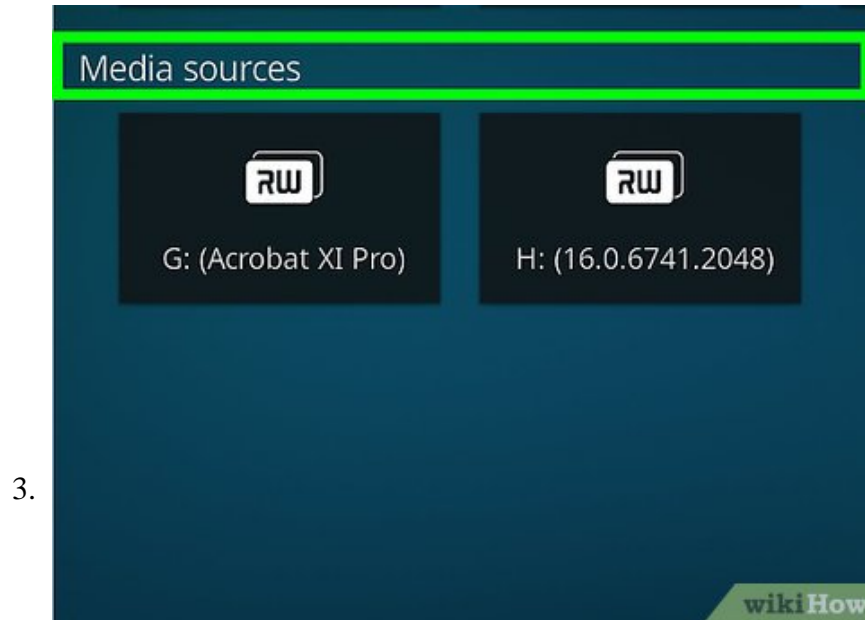 Media sources
RW
RW
G: (Acrobat XI Pro)
H: (16.0.6741.2048)
3.
wikiHow